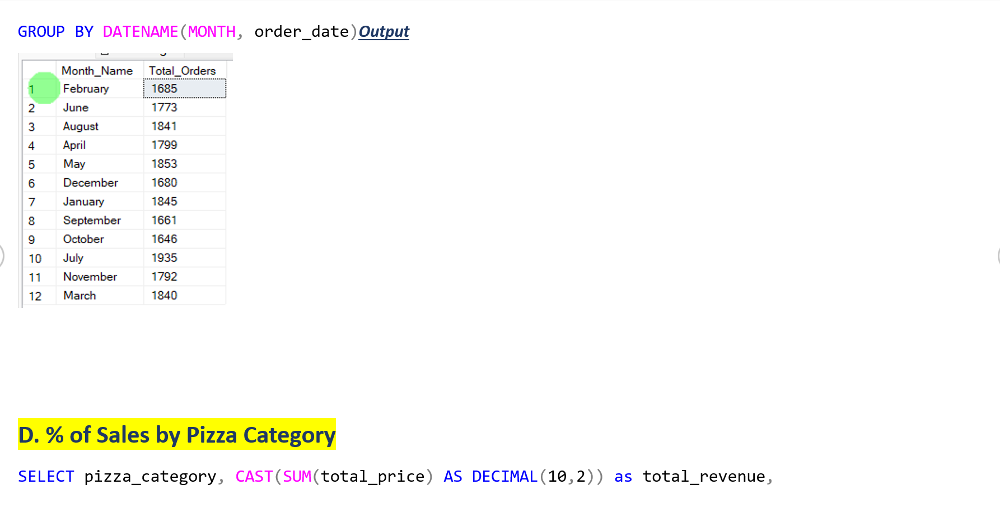 GROUP BY DATENAME(MONTH, order_date)Output
Month_Name Total_Orders
1 February 1685
2 June 1773
3 August 1841
4 April 1799
5 May 1853
6 December 1680
7 January 1845
8 September 1661
9 October 1646
10 July 1935
11 November 1792
12 March 1840
D. % of Sales by Pizza Category
SELECT pizza_category, CAST(SUM(total_price) AS DECIMAL(10,2)) as total_revenue,